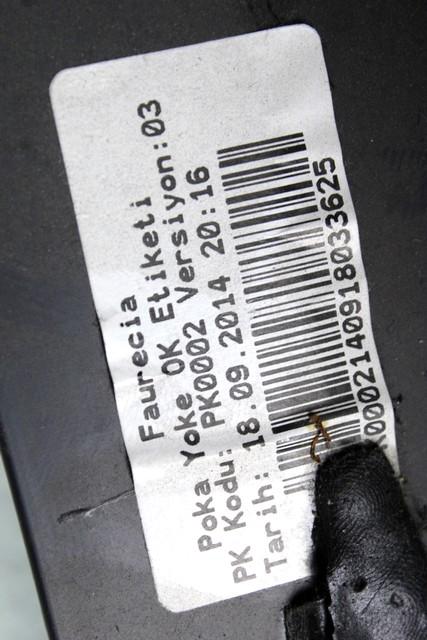 Faurecia
Poka Yoke OK Etiketi
PK Kodu: PK0002 Versiyon:03
Tarih: 18.09.2014 20:16
0002140918033625